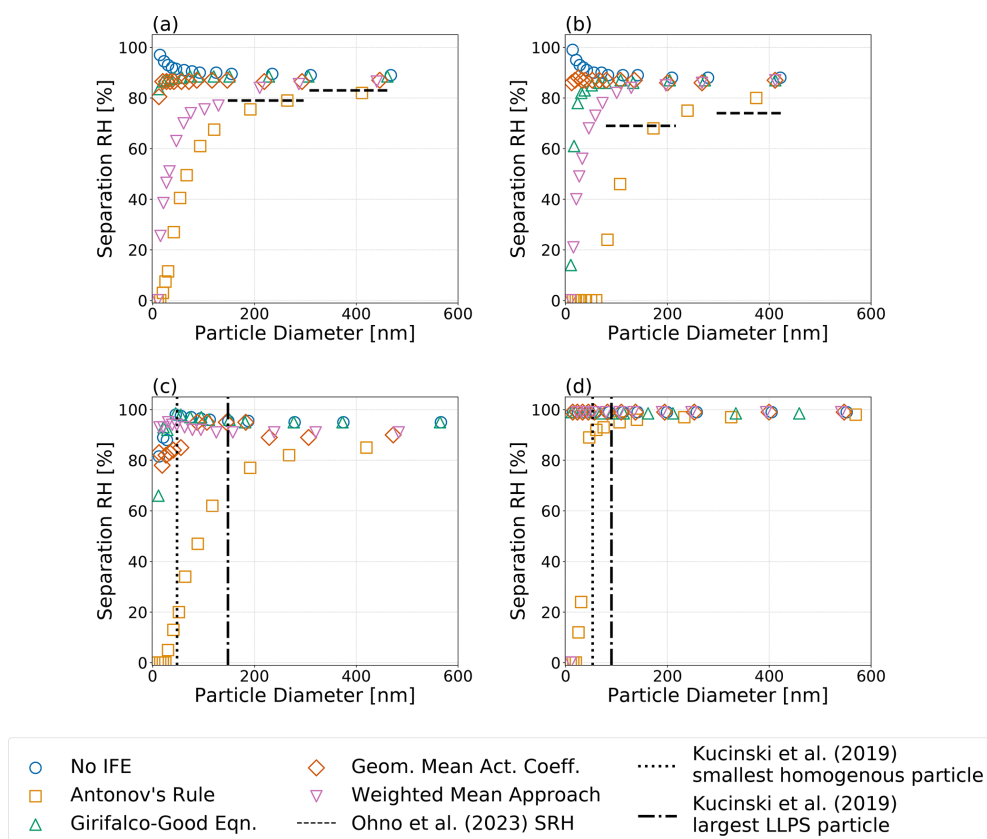 (a)
100
80
60
40
20
0
Separation RH [%]
0 200 400 600
Particle Diameter [nm]
(b)
100
80
60
40
20
0
Separation RH [%]
0 200 400 600
Particle Diameter [nm]
(c)
100
80
60
40
20
0
Separation RH [%]
0 200 400 600
Particle Diameter [nm]
(d)
100
80
60
40
20
0
Separation RH [%]
0 200 400 600
Particle Diameter [nm]
No IFE
Antonov's Rule
Girifalco-Good Eqn.
Geom. Mean Act. Coeff.
Weighted Mean Approach
Ohno et al. (2023) SRH
Kucinski et al. (2019)
smallest homogenous particle
Kucinski et al. (2019)
largest LLPS particle